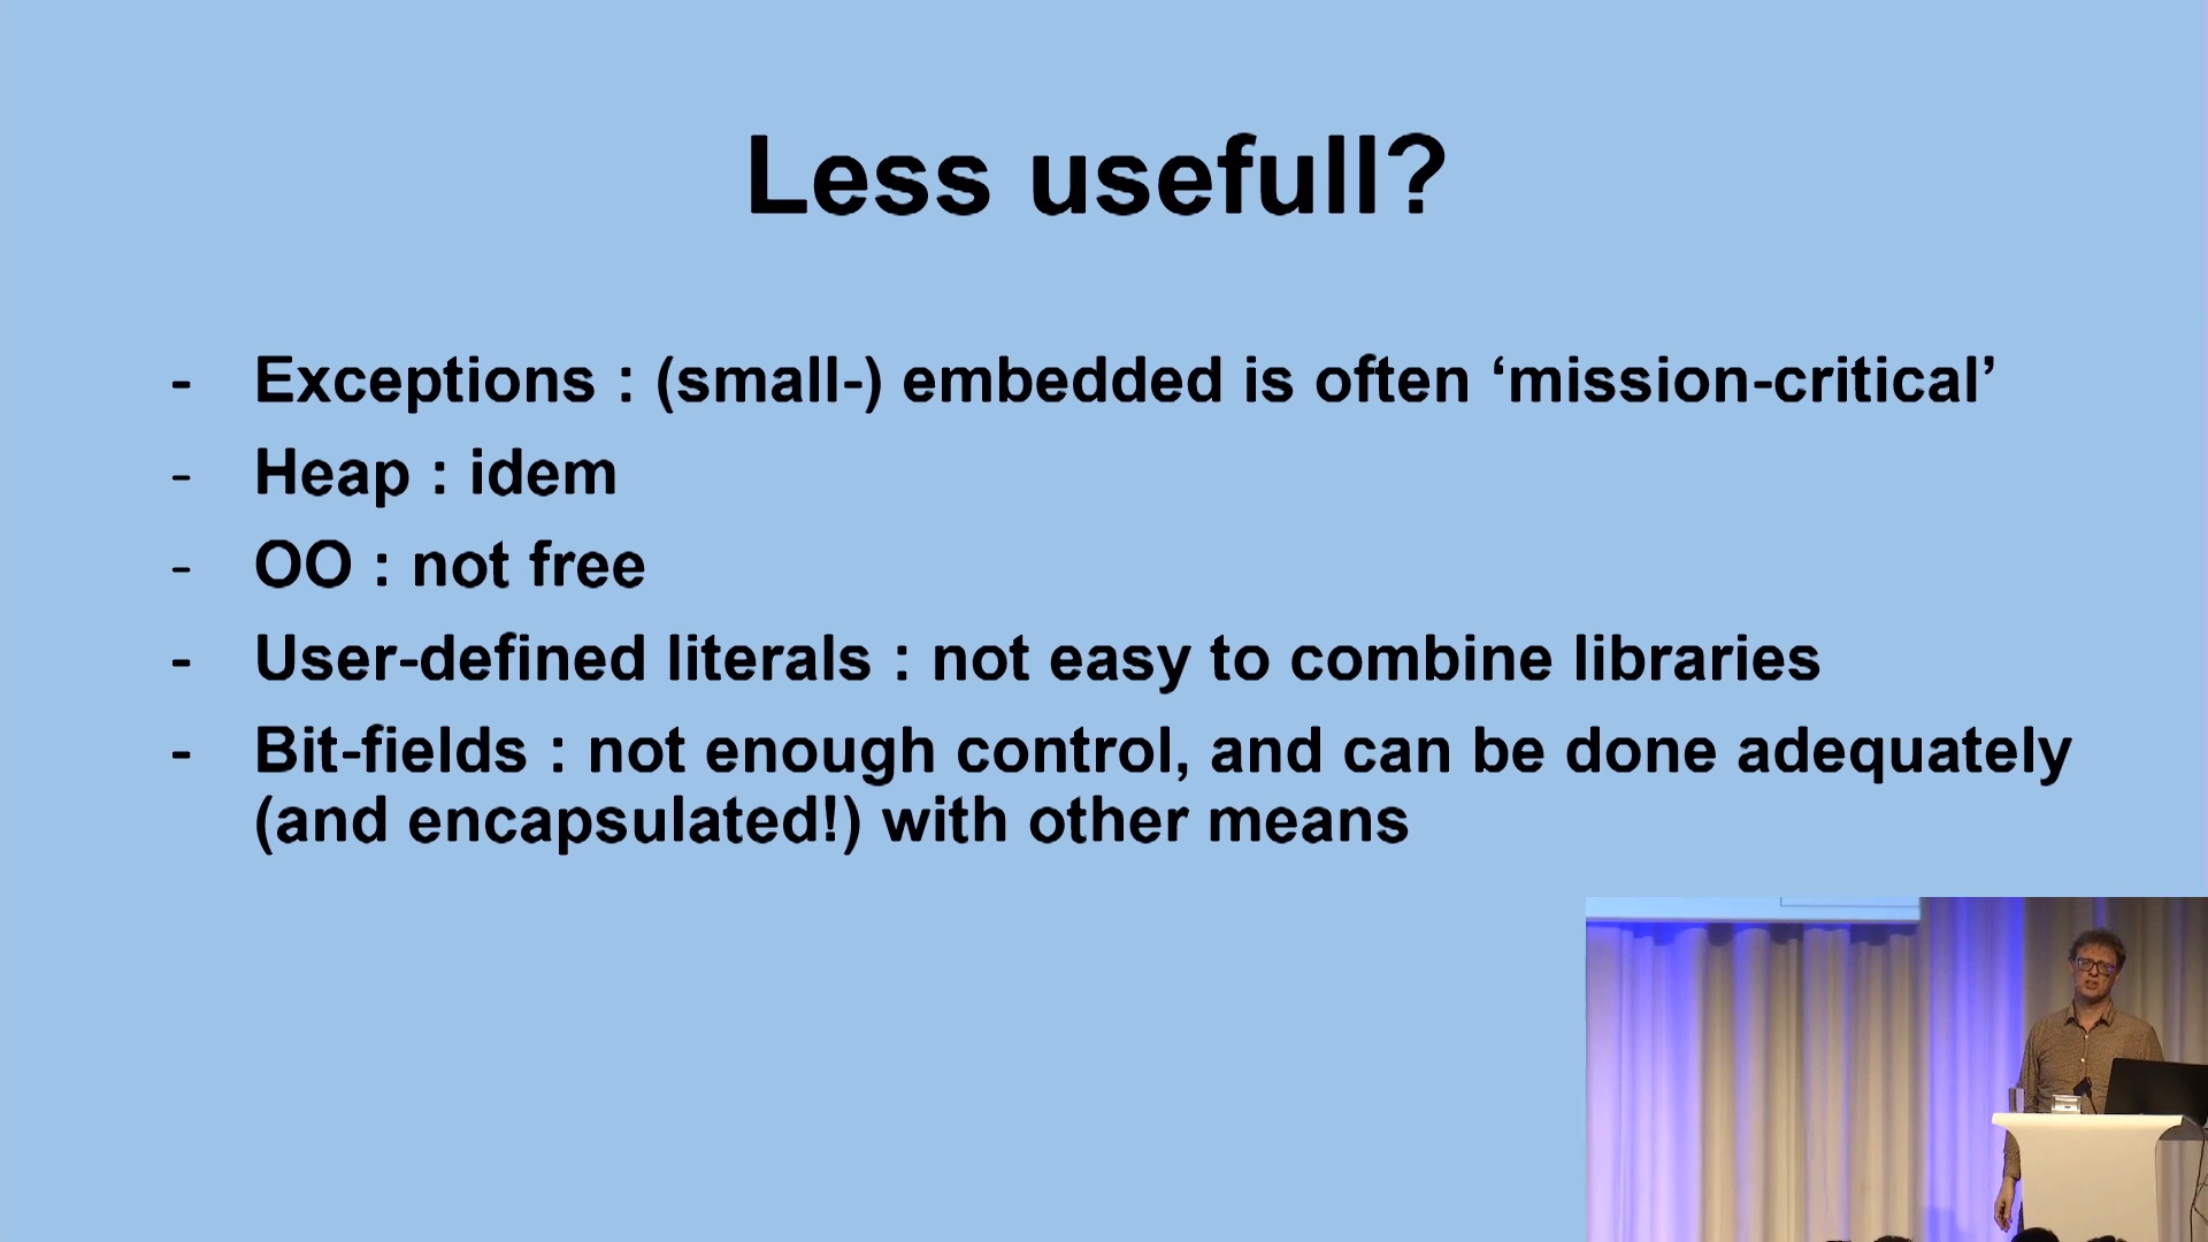 Less usefull?
- Exceptions : (small-) embedded is often ‘mission-critical’
- Heap : idem
- OO : not free
- User-defined literals : not easy to combine libraries
- Bit-fields : not enough control, and can be done adequately
(and encapsulated!) with other means